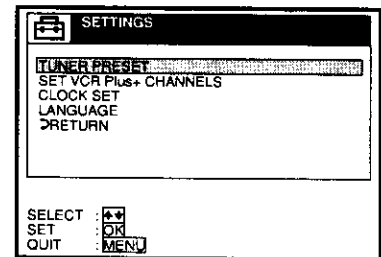 SETTINGS
TUNER PRESET
SET VCR Plus+ CHANNELS
CLOCK SET
LANGUAGE
RETURN
SELECT :
SET : OK
QUIT : MENU